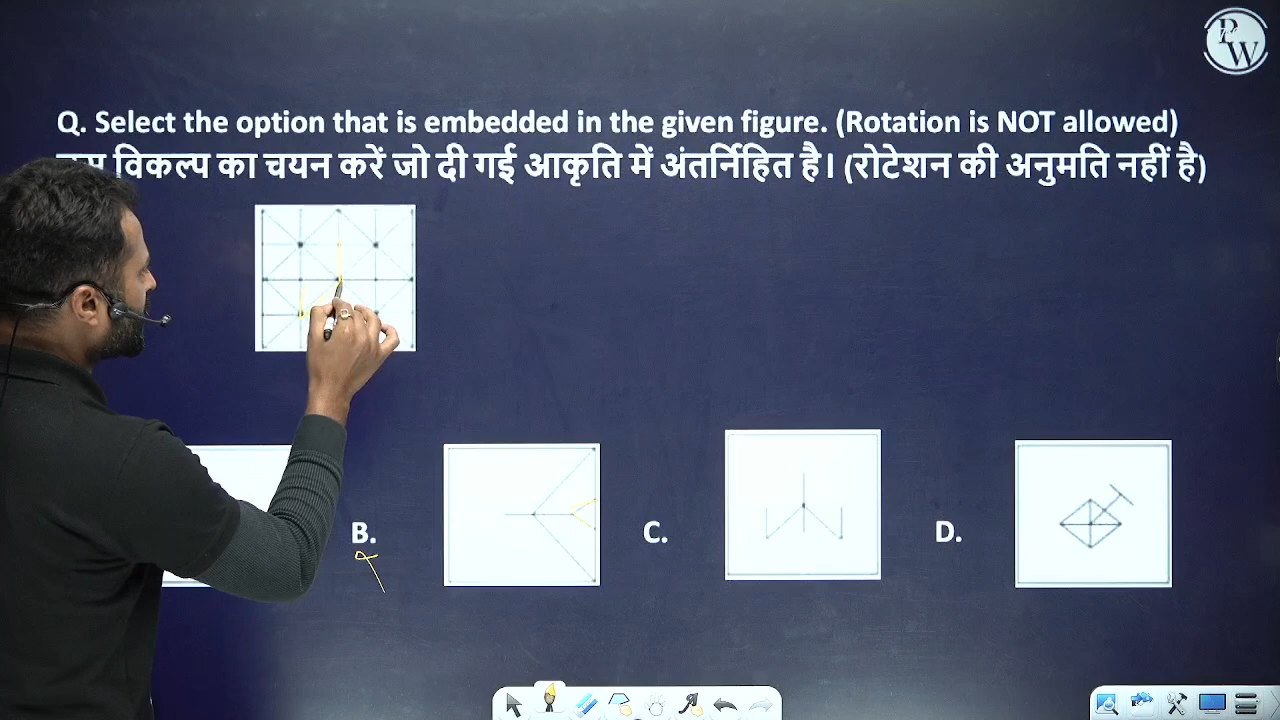 PW
Q. Select the option that is embedded in the given figure. (Rotation is NOT allowed)
विकल्प का चयन करें जो दी गई आकृति में अंतर्निहित है। (रोटेशन की अनुमति नहीं है)
B.
C.
D.